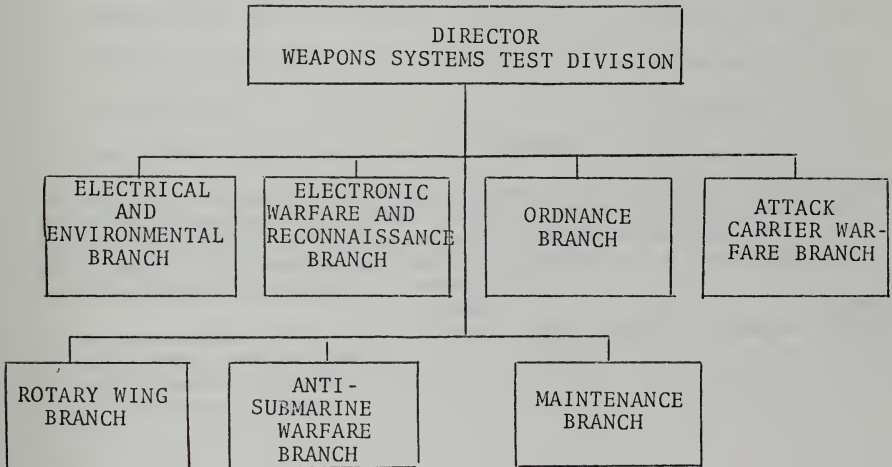 DIRECTOR
WEAPONS SYSTEMS TEST DIVISION
ELECTRICAL
AND
ENVIRONMENTAL
BRANCH
ELECTRONIC
WARFARE AND
RECONNAISSANCE
BRANCH
ORDNANCE
BRANCH
ATTACK
CARRIER WAR-
FARE BRANCH
ROTARY WING
BRANCH
ANTI-
SUBMARINE
WARFARE
BRANCH
MAINTENANCE
BRANCH